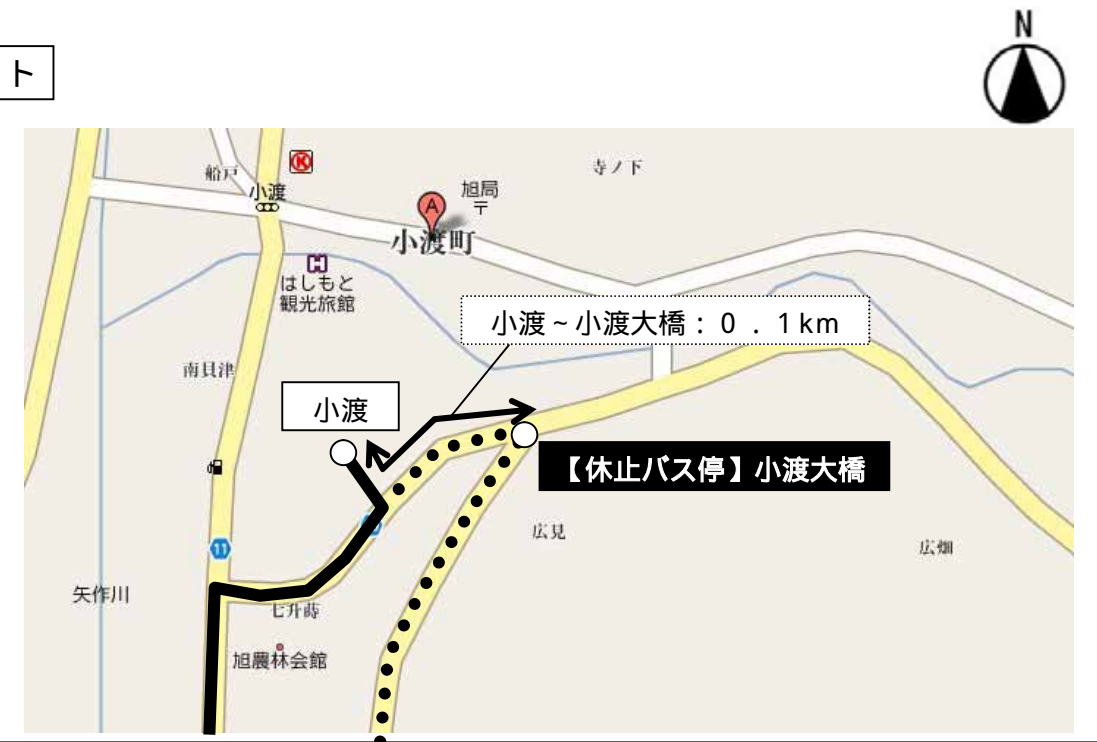 N
ト
船戸
小渡
寺ノ下
旭局
A
小渡町
はしもと
観光旅館
小渡~小渡大橋:0.1km
南貝津
小渡
【休止バス停】小渡大橋
広見
広畑
11
矢作川
七升蒔
旭農林会館